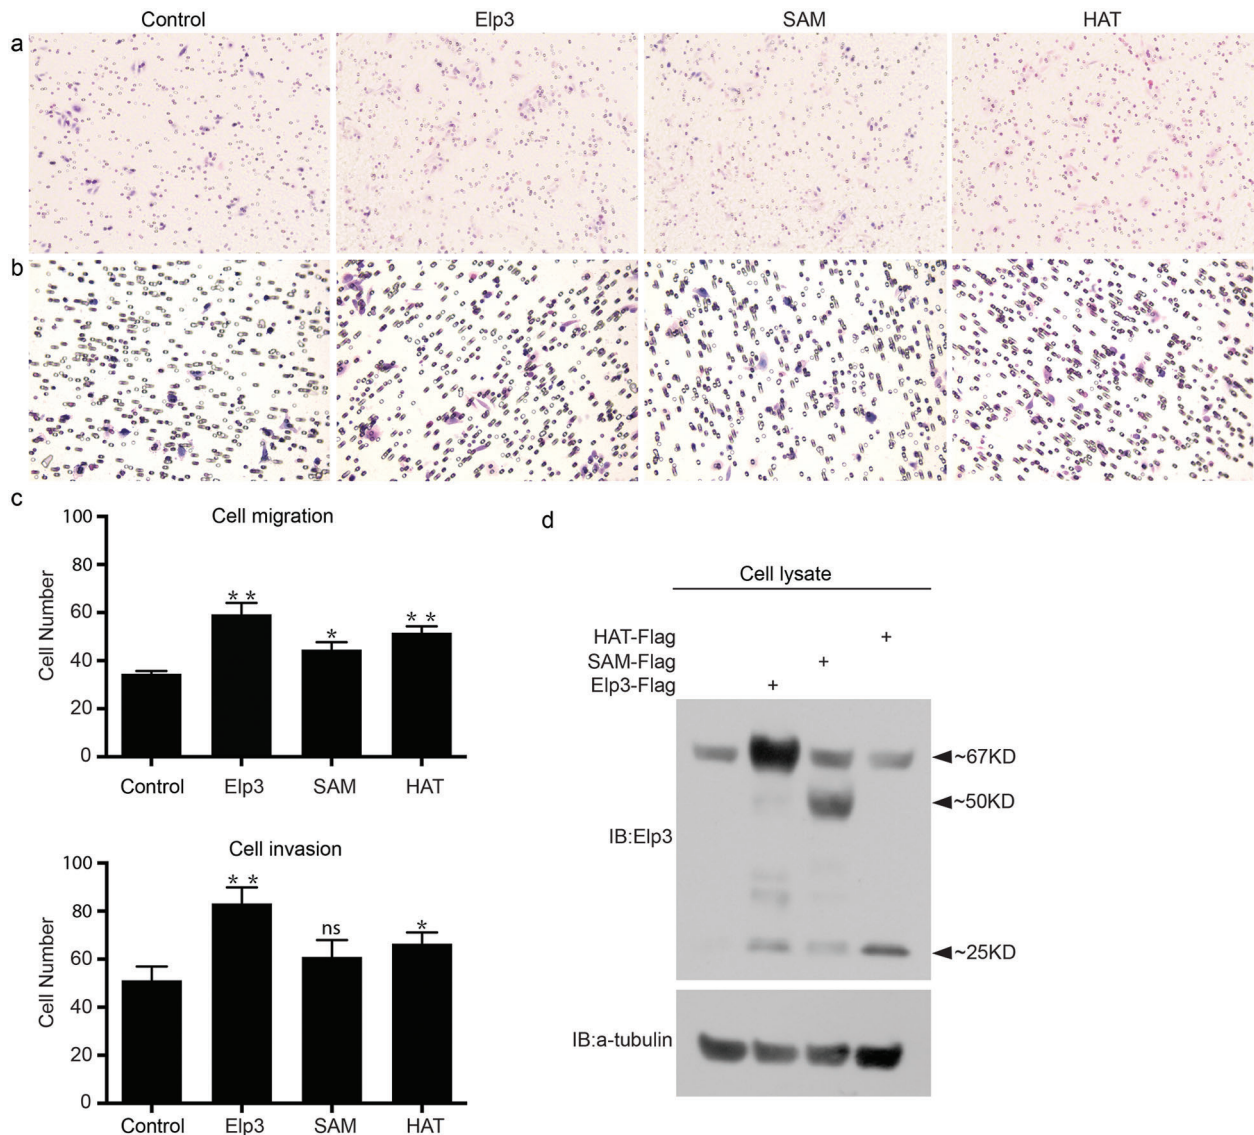 Control Elp3 SAM HAT
a
b
c
Cell migration
100
80
60
40
20
0
Cell Number
** * **
Control Elp3 SAM HAT
Cell invasion
100
80
60
40
20
0
Cell Number
** ns *
Control Elp3 SAM HAT
d
Cell lysate
HAT-Flag +
SAM-Flag +
Elp3-Flag +
~67KD
~50KD
IB:Elp3
~25KD
IB:a-tubulin